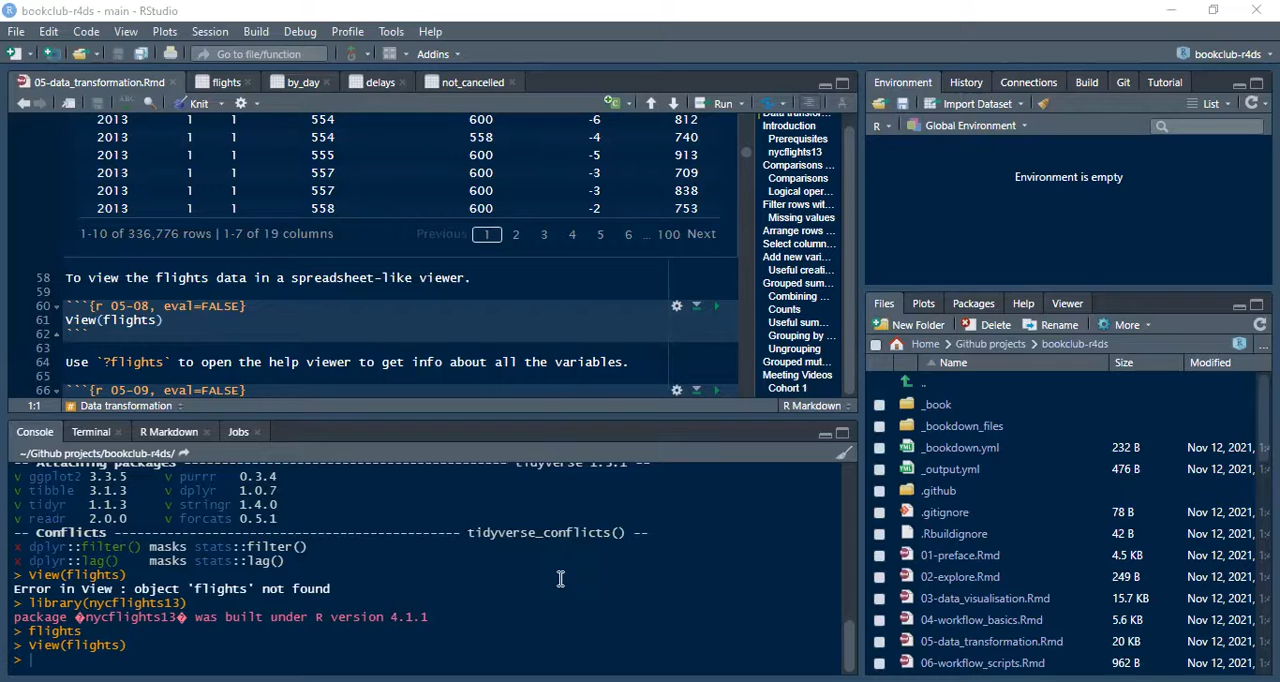 bookclub-r4ds - main - RStudio
File Edit Code View Plots Session Build Debug Profile Tools Help
Go to file/function Addins bookclub-r4ds
05-data_transformation.Rmd flights by_day delays not_cancelled
Knit Run
2013 1 1 554 600 -6 812
2013 1 1 554 558 -4 740
2013 1 1 555 600 -5 913
2013 1 1 557 600 -3 709
2013 1 1 557 600 -3 838
2013 1 1 558 600 -2 753
1-10 of 336,776 rows | 1-7 of 19 columns Previous 1 2 3 4 5 6 ... 100 Next
58 To view the flights data in a spreadsheet-like viewer.
59
60 ```{r 05-08, eval=FALSE}
61 View(flights)
62 ```
63
64 Use `?flights` to open the help viewer to get info about all the variables.
65
66 ```{r 05-09, eval=FALSE}
1:1 Data transformation R Markdown
Data transfor...
Introduction
Prerequisites
nycflights13
Comparisons ...
Comparisons
Logical oper...
Filter rows wit...
Missing values
Arrange rows ...
Select column...
Add new vari...
Useful creati...
Grouped sum...
Combining ...
Counts
Useful sum...
Grouping by ...
Ungrouping
Grouped mut...
Meeting Videos
Cohort 1
Console Terminal R Markdown Jobs
~/Github projects/bookclub-r4ds/
-- Attaching packages --------------------------------------- tidyverse 1.3.1 --
v ggplot2 3.3.5 v purrr 0.3.4
v tibble 3.1.3 v dplyr 1.0.7
v tidyr 1.1.3 v stringr 1.4.0
v readr 2.0.0 v forcats 0.5.1
-- Conflicts ------------------------------------------ tidyverse_conflicts() --
x dplyr::filter() masks stats::filter()
x dplyr::lag() masks stats::lag()
> View(flights)
Error in View : object 'flights' not found
> library(nycflights13)
package �nycflights13� was built under R version 4.1.1
> flights
> View(flights)
>
Environment History Connections Build Git Tutorial
Import Dataset List
R Global Environment
Environment is empty
Files Plots Packages Help Viewer
New Folder Delete Rename More
Home Github projects bookclub-r4ds ...
Name Size Modified
..
_book
_bookdown_files
_bookdown.yml 232 B Nov 12, 2021,
_output.yml 476 B Nov 12, 2021,
.github
.gitignore 78 B Nov 12, 2021,
.Rbuildignore 42 B Nov 12, 2021,
01-preface.Rmd 4.5 KB Nov 12, 2021,
02-explore.Rmd 249 B Nov 12, 2021,
03-data_visualisation.Rmd 15.7 KB Nov 12, 2021,
04-workflow_basics.Rmd 5.6 KB Nov 12, 2021,
05-data_transformation.Rmd 20 KB Nov 12, 2021,
06-workflow_scripts.Rmd 962 B Nov 12, 2021,